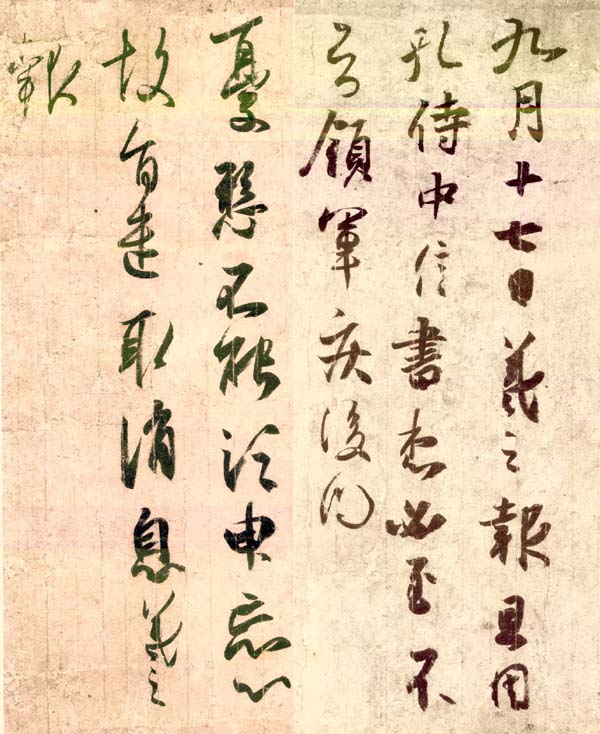 九月十七日羲之報且因
孔侍中信書想必至不
知領軍疾後問
憂懸不能須臾忘心
故旨遣取消息羲之
報